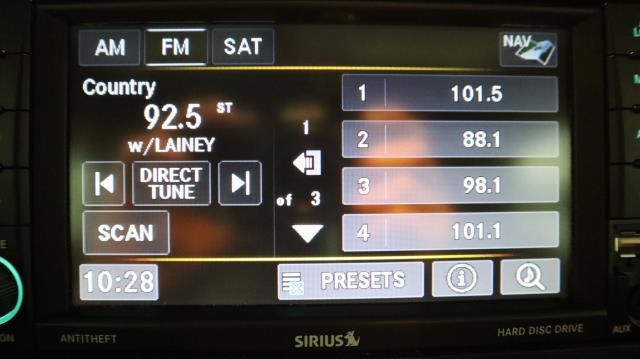 AM FM SAT NAV
Country
92.5 ST
w/LAINEY
DIRECT TUNE
SCAN
1
of 3
1 101.5
2 88.1
3 98.1
4 101.1
10:28 PRESETS
ANTITHEFT SIRIUS HARD DISC DRIVE
AUX